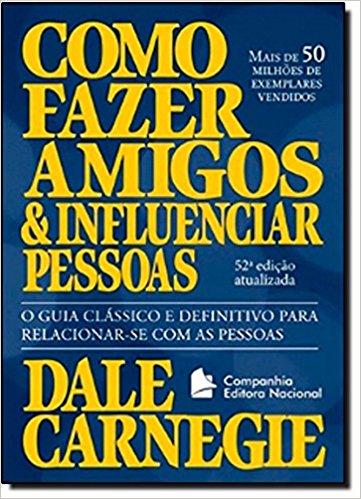 COMO
FAZER
AMIGOS
& INFLUENCIAR
PESSOAS
MAIS DE 50
MILHÕES DE
EXEMPLARES
VENDIDOS
52ª edição
atualizada
O GUIA CLÁSSICO E DEFINITIVO PARA
RELACIONAR-SE COM AS PESSOAS
DALE
CARNEGIE
Companhia
Editora Nacional